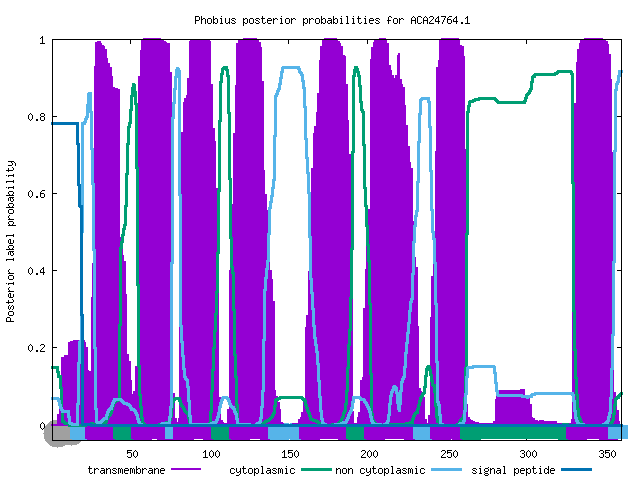 Phobius posterior probabilities for ACA24764.1
1
0.8
0.6
0.4
0.2
0
Posterior label probability
50 100 150 200 250 300 350
transmembrane cytoplasmic non cytoplasmic signal peptide